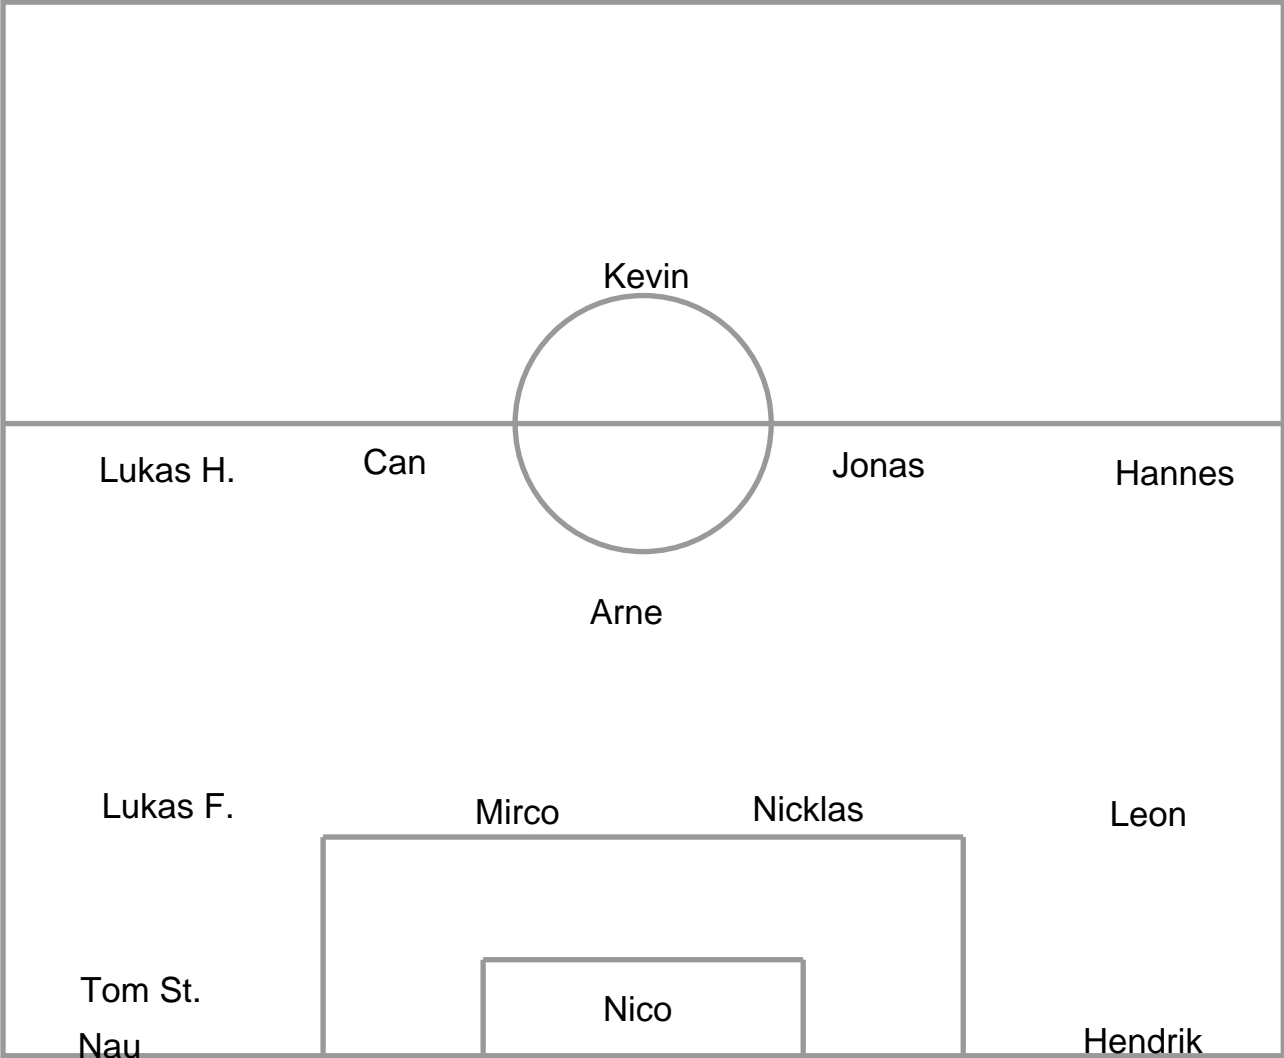 Kevin
Lukas H.
Can
Jonas
Hannes
Arne
Lukas F.
Mirco
Nicklas
Leon
Tom St.
Nico
Nau
Hendrik